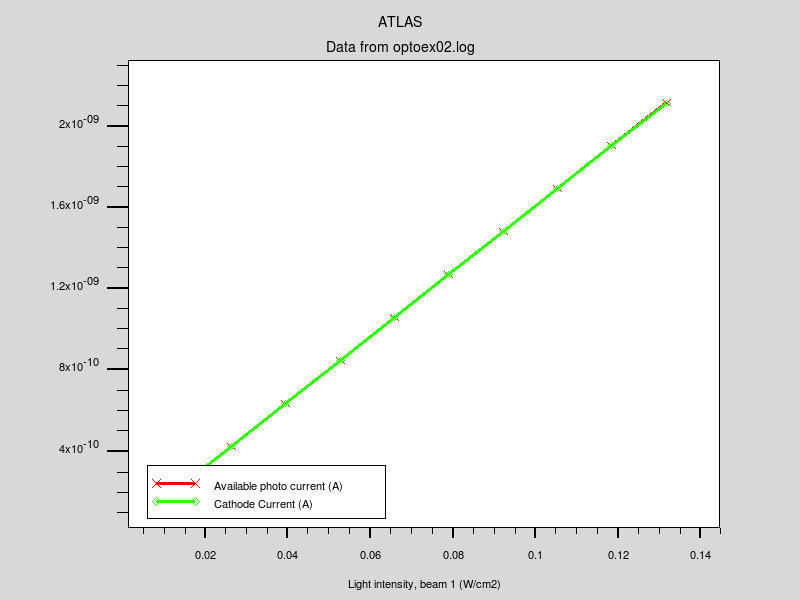 ATLAS
Data from optoex02.log
2x10-09
1.6x10-09
1.2x10-09
8x10-10
4x10-10
Available photo current (A)
Cathode Current (A)
0.02 0.04 0.06 0.08 0.1 0.12 0.14
Light intensity, beam 1 (W/cm2)